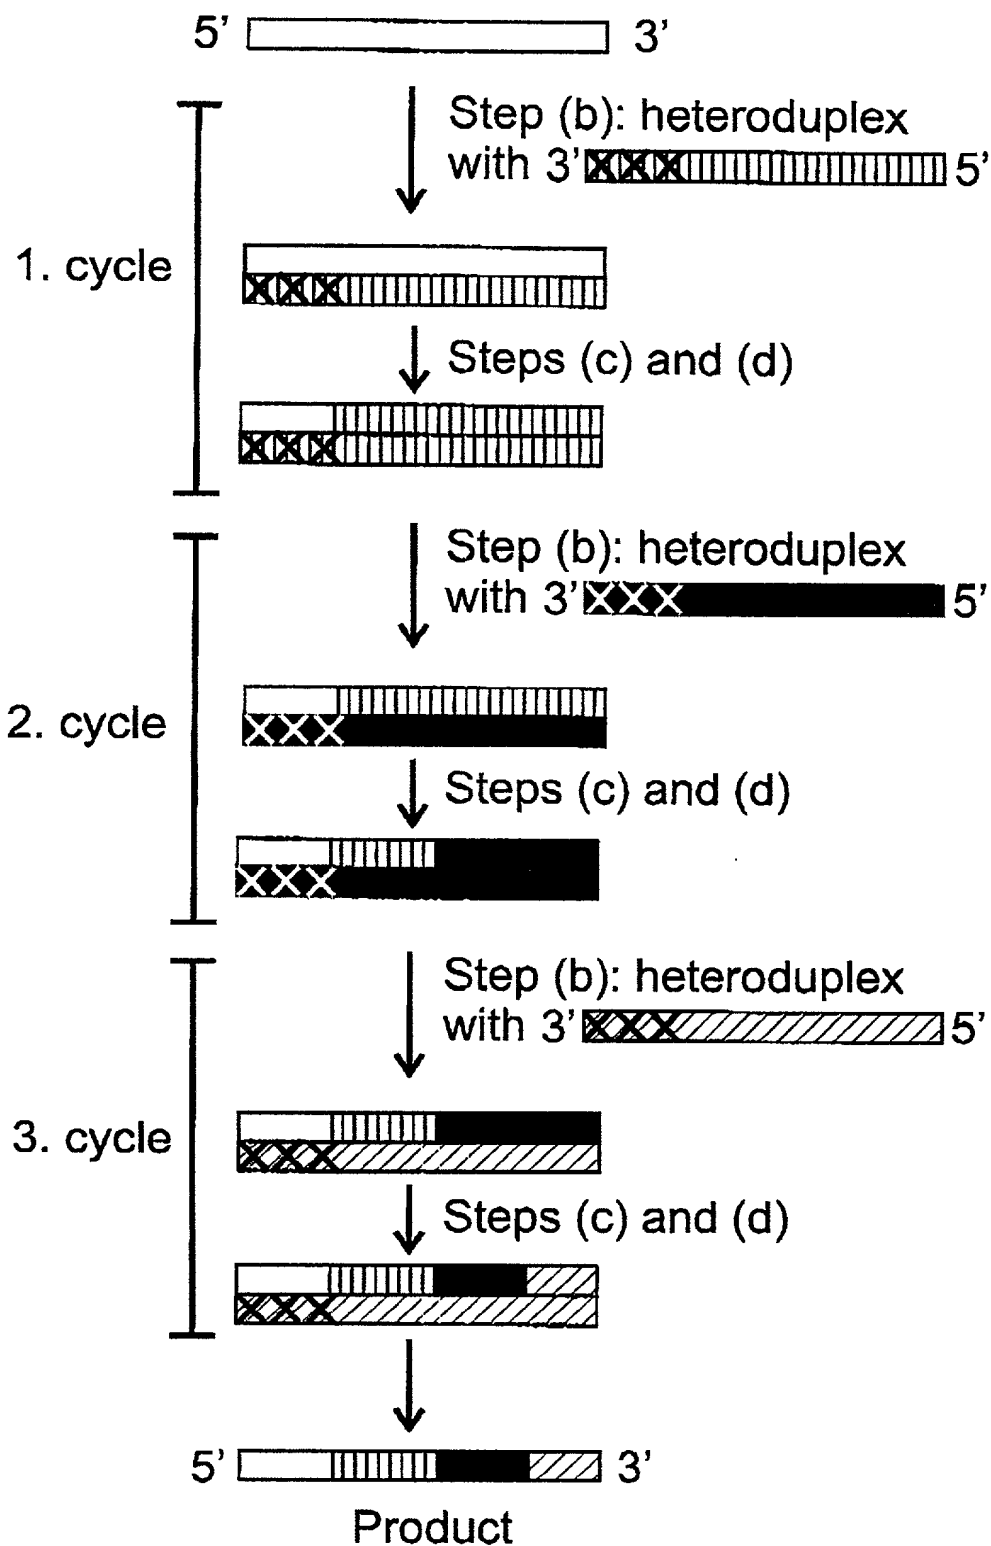 5’ 3’
Step (b): heteroduplex
with 3’ 5’
1. cycle
Steps (c) and (d)
Step (b): heteroduplex
with 3’ 5’
2. cycle
Steps (c) and (d)
Step (b): heteroduplex
with 3’ 5’
3. cycle
Steps (c) and (d)
5’ 3’
Product